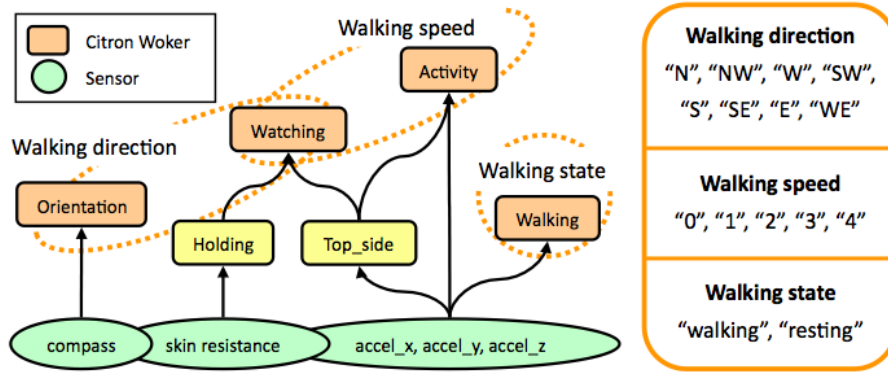 Citron Woker
Sensor
Walking speed
Activity
Watching
Walking direction
Walking state
Orientation
Holding
Top_side
Walking
compass
skin resistance
accel_x, accel_y, accel_z
Walking direction
“N”, “NW”, “W”, “SW”,
“S”, “SE”, “E”, “WE”
Walking speed
“0”, “1”, “2”, “3”, “4”
Walking state
“walking”, “resting”